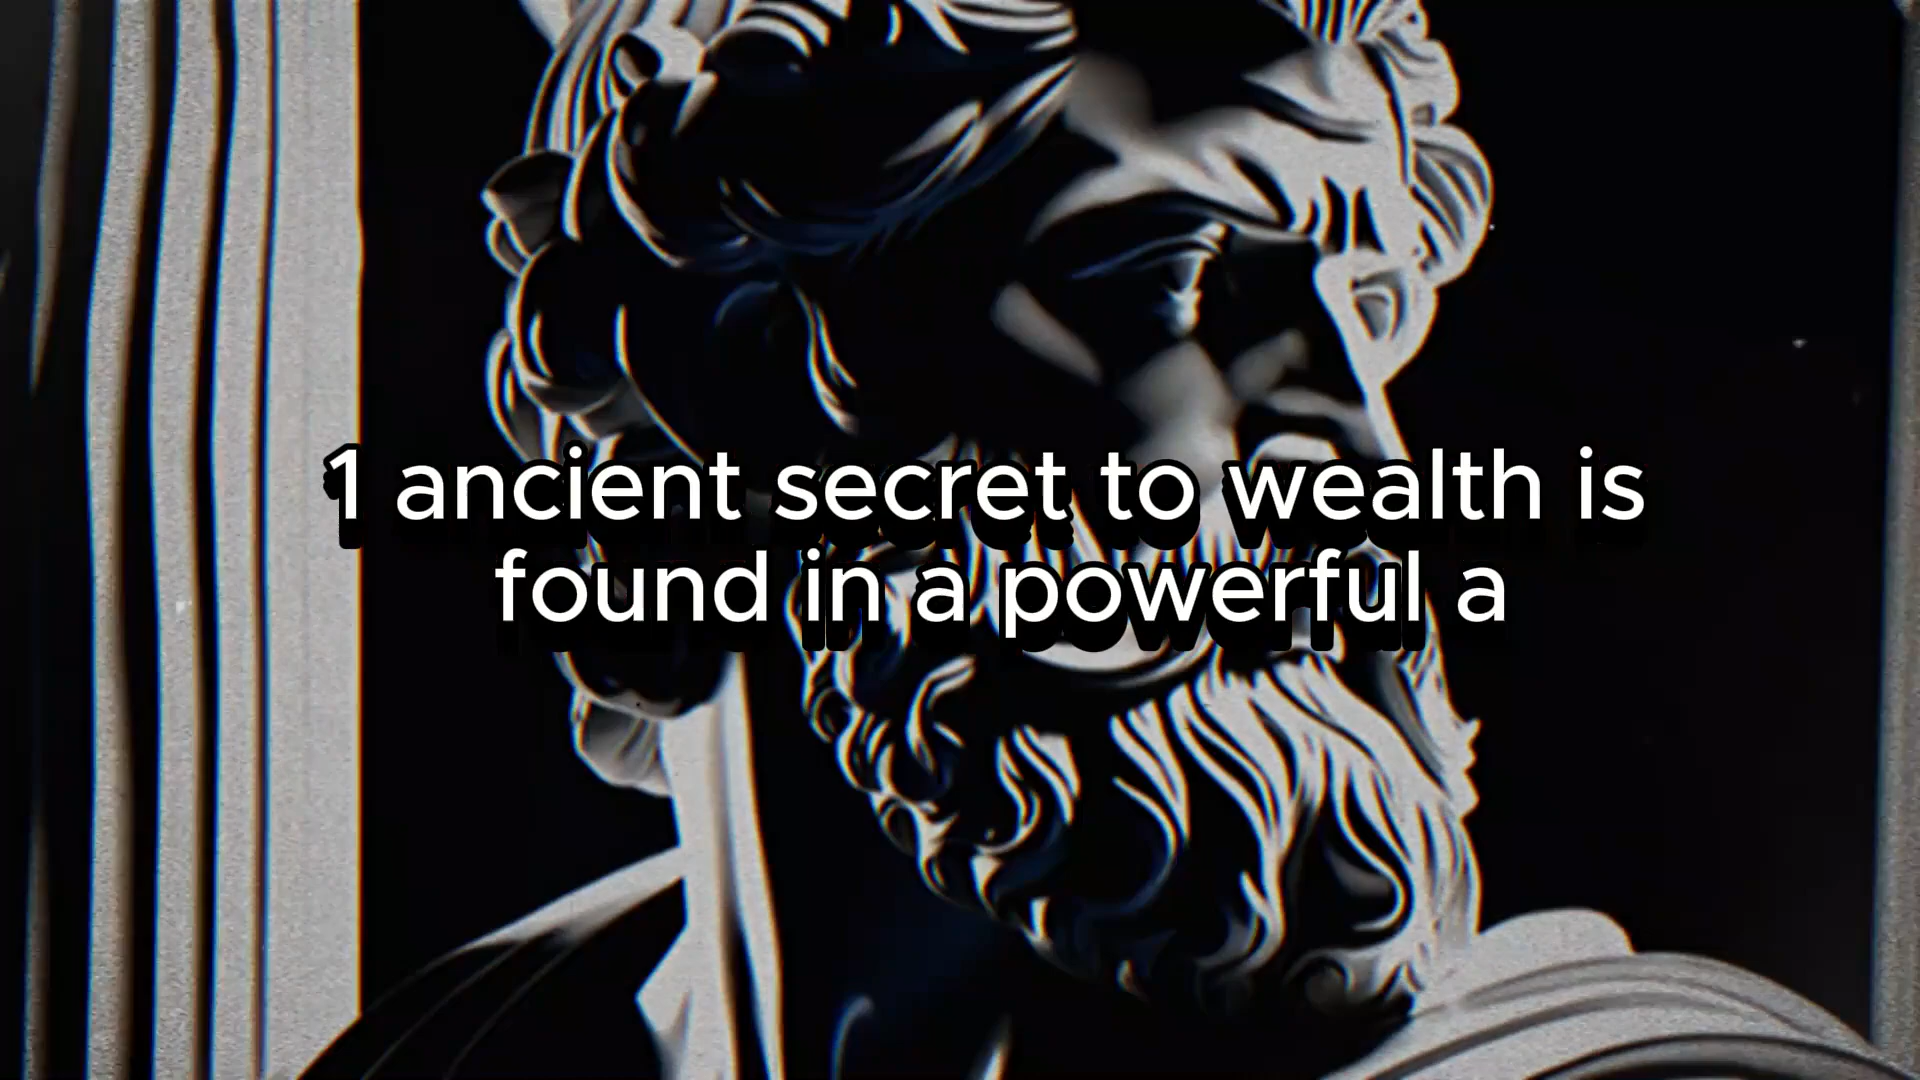 1 ancient secret to wealth is
found in a powerful a